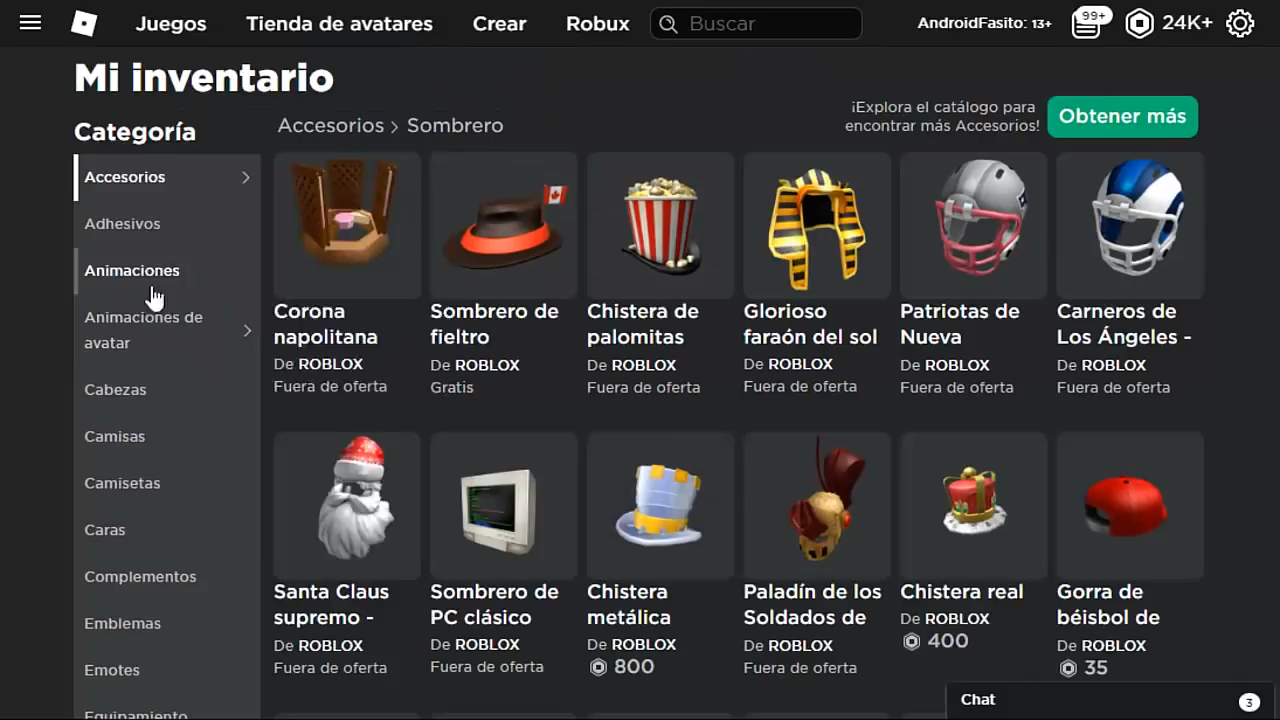 Juegos
Tienda de avatares
Crear
Robux
Buscar
AndroidFasito: 13+
99+
24K+
Mi inventario
Categoría
Accesorios
Adhesivos
Animaciones
Animaciones de
avatar
Cabezas
Camisas
Camisetas
Caras
Complementos
Emblemas
Emotes
Equipamiento
Accesorios > Sombrero
¡Explora el catálogo para
encontrar más Accesorios!
Obtener más
Corona
napolitana
De ROBLOX
Fuera de oferta
Sombrero de
fieltro
De ROBLOX
Gratis
Chistera de
palomitas
De ROBLOX
Fuera de oferta
Glorioso
faraón del sol
De ROBLOX
Fuera de oferta
Patriotas de
Nueva
De ROBLOX
Fuera de oferta
Carneros de
Los Ángeles -
De ROBLOX
Fuera de oferta
Santa Claus
supremo -
De ROBLOX
Fuera de oferta
Sombrero de
PC clásico
De ROBLOX
Fuera de oferta
Chistera
metálica
De ROBLOX
800
Paladín de los
Soldados de
De ROBLOX
Fuera de oferta
Chistera real
De ROBLOX
400
Gorra de
béisbol de
De ROBLOX
35
Chat
3